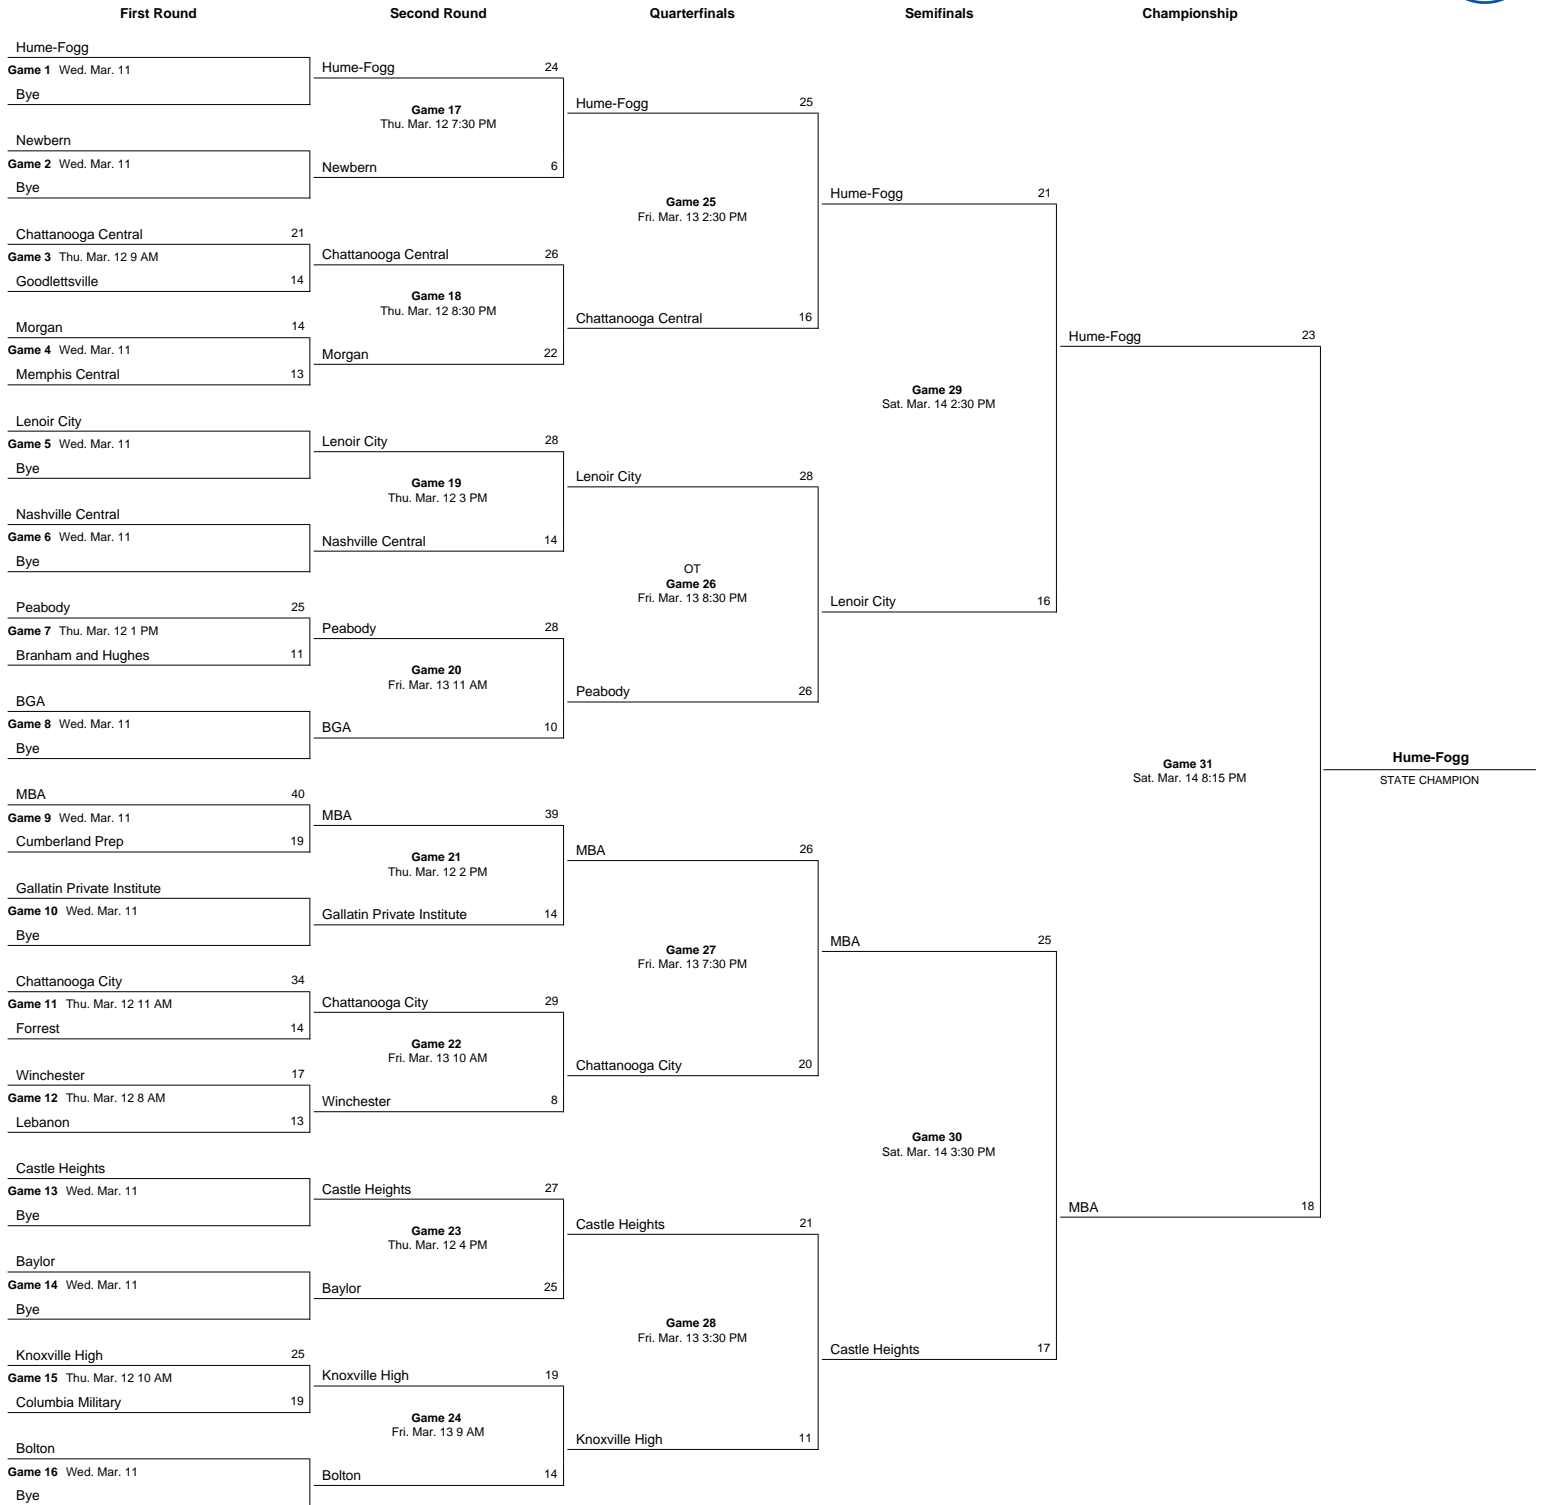 First Round
Second Round
Quarterfinals
Semifinals
Championship
Hume-Fogg
Game 1 Wed. Mar. 11
Bye
Newbern
Game 2 Wed. Mar. 11
Bye
Chattanooga Central 21
Game 3 Thu. Mar. 12 9 AM
Goodlettsville 14
Morgan 14
Game 4 Wed. Mar. 11
Memphis Central 13
Lenoir City
Game 5 Wed. Mar. 11
Bye
Nashville Central
Game 6 Wed. Mar. 11
Bye
Peabody 25
Game 7 Thu. Mar. 12 1 PM
Branham and Hughes 11
BGA
Game 8 Wed. Mar. 11
Bye
MBA 40
Game 9 Wed. Mar. 11
Cumberland Prep 19
Gallatin Private Institute
Game 10 Wed. Mar. 11
Bye
Chattanooga City 34
Game 11 Thu. Mar. 12 11 AM
Forrest 14
Winchester 17
Game 12 Thu. Mar. 12 8 AM
Lebanon 13
Castle Heights
Game 13 Wed. Mar. 11
Bye
Baylor
Game 14 Wed. Mar. 11
Bye
Knoxville High 25
Game 15 Thu. Mar. 12 10 AM
Columbia Military 19
Bolton
Game 16 Wed. Mar. 11
Bye
Hume-Fogg 24
Game 17
Thu. Mar. 12 7:30 PM
Newbern 6
Chattanooga Central 26
Game 18
Thu. Mar. 12 8:30 PM
Morgan 22
Lenoir City 28
Game 19
Thu. Mar. 12 3 PM
Nashville Central 14
Peabody 28
Game 20
Fri. Mar. 13 11 AM
BGA 10
MBA 39
Game 21
Thu. Mar. 12 2 PM
Gallatin Private Institute 14
Chattanooga City 29
Game 22
Fri. Mar. 13 10 AM
Winchester 8
Castle Heights 27
Game 23
Thu. Mar. 12 4 PM
Baylor 25
Knoxville High 19
Game 24
Fri. Mar. 13 9 AM
Bolton 14
Hume-Fogg 25
Game 25
Fri. Mar. 13 2:30 PM
Chattanooga Central 16
Lenoir City 28
OT
Game 26
Fri. Mar. 13 8:30 PM
Peabody 26
MBA 26
Game 27
Fri. Mar. 13 7:30 PM
Chattanooga City 20
Castle Heights 21
Game 28
Fri. Mar. 13 3:30 PM
Knoxville High 11
Hume-Fogg 21
Game 29
Sat. Mar. 14 2:30 PM
Lenoir City 16
MBA 25
Game 30
Sat. Mar. 14 3:30 PM
Castle Heights 17
Hume-Fogg 23
Game 31
Sat. Mar. 14 8:15 PM
MBA 18
Hume-Fogg
STATE CHAMPION